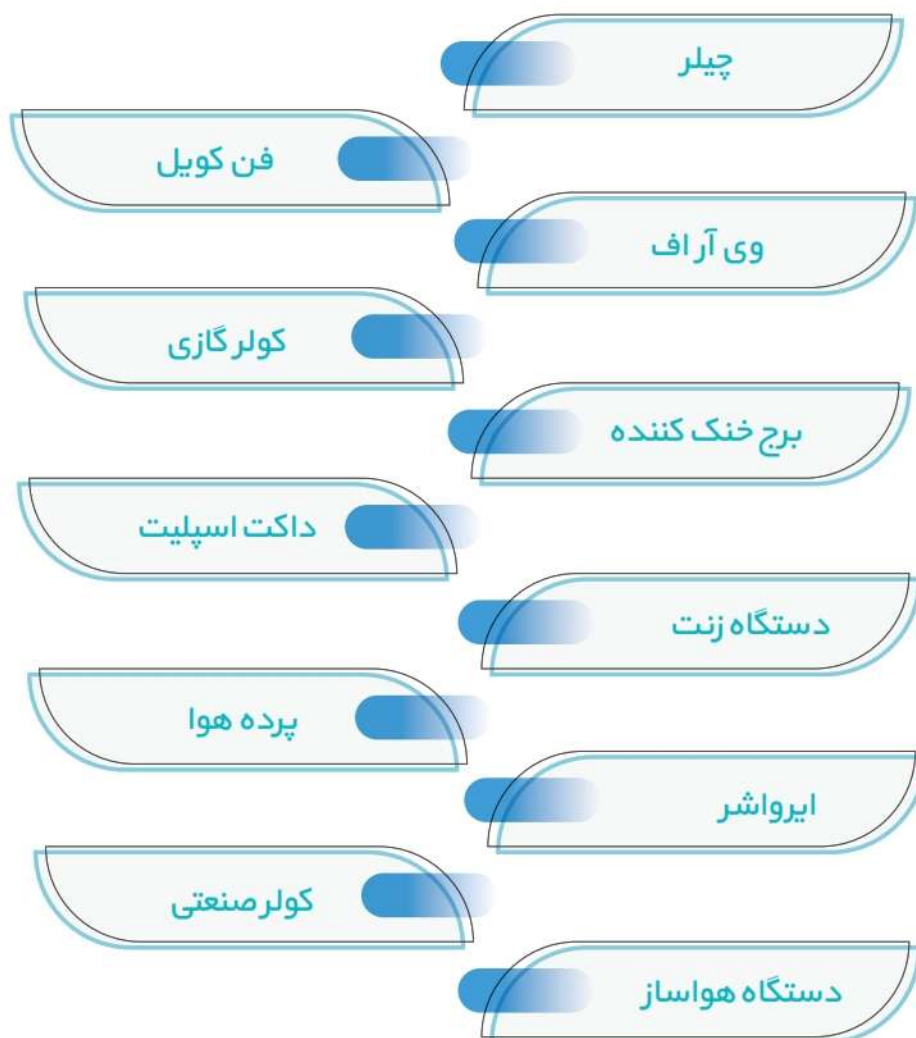 چیلر
فن کویل
وی آر اف
کولر گازی
برج خنک کننده
داکت اسپلیت
دستگاه زنت
پرده هوا
ایرواشر
کولر صنعتی
دستگاه هواساز